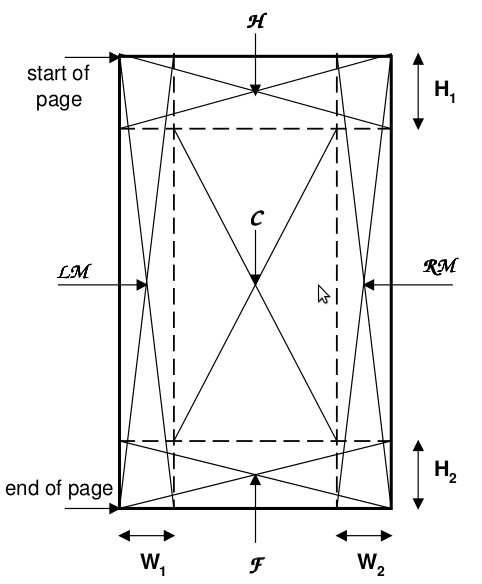 H
start of
page
H1
C
LM
RM
end of page
H2
W1
F
W2